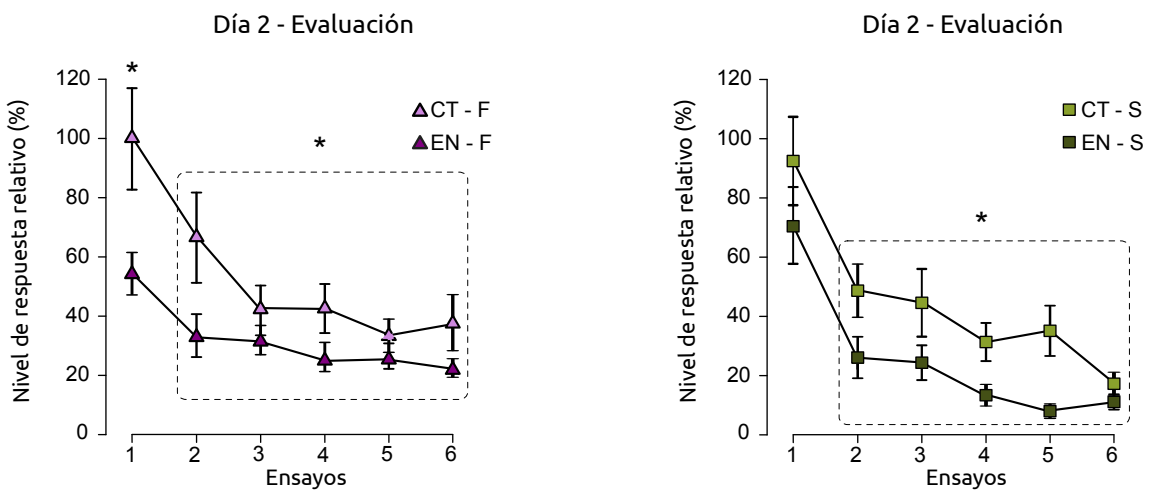 Día 2 - Evaluación
Nivel de respuesta relativo (%)
120
100
80
60
40
20
0
*
*
CT - F
EN - F
1 2 3 4 5 6
Ensayos
Día 2 - Evaluación
Nivel de respuesta relativo (%)
120
100
80
60
40
20
0
*
CT - S
EN - S
1 2 3 4 5 6
Ensayos